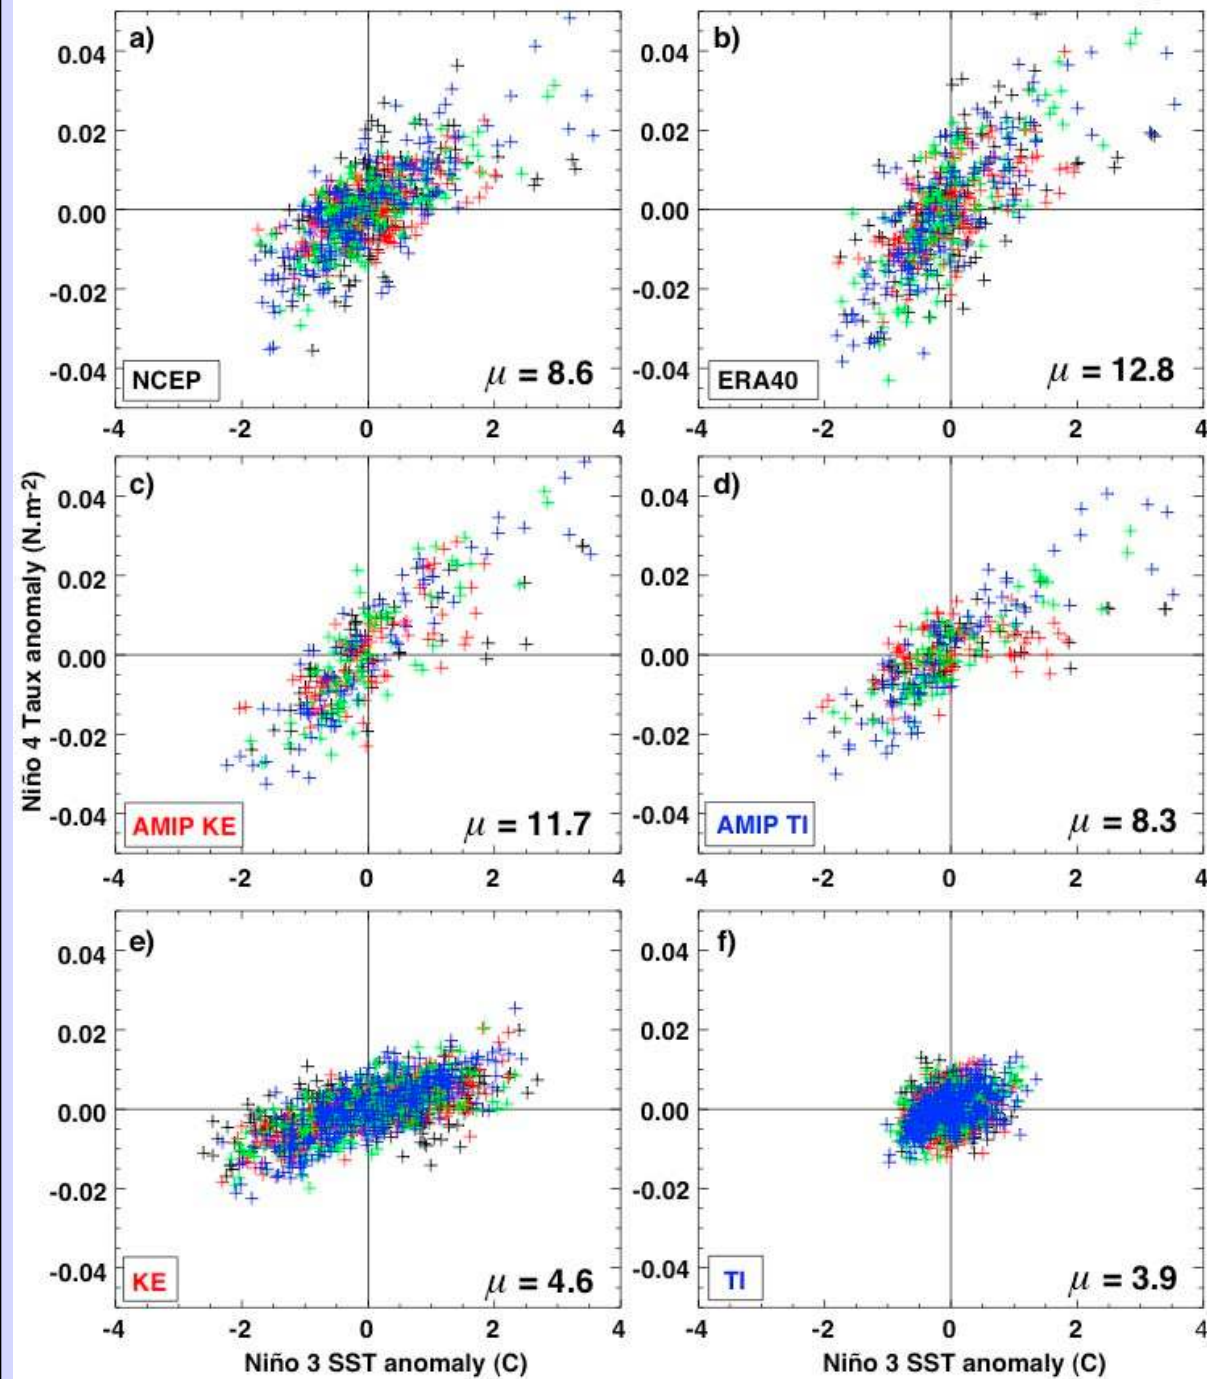 a)
0.04
0.02
0.00
-0.02
-0.04
NCEP
μ = 8.6
-4 -2 0 2 4
b)
0.04
0.02
0.00
-0.02
-0.04
ERA40
μ = 12.8
-4 -2 0 2 4
Niño 4 Taux anomaly (N.m-2)
c)
0.04
0.02
0.00
-0.02
-0.04
AMIP KE
μ = 11.7
-4 -2 0 2 4
d)
0.04
0.02
0.00
-0.02
-0.04
AMIP TI
μ = 8.3
-4 -2 0 2 4
e)
0.04
0.02
0.00
-0.02
-0.04
KE
μ = 4.6
-4 -2 0 2 4
Niño 3 SST anomaly (C)
f)
0.04
0.02
0.00
-0.02
-0.04
TI
μ = 3.9
-4 -2 0 2 4
Niño 3 SST anomaly (C)